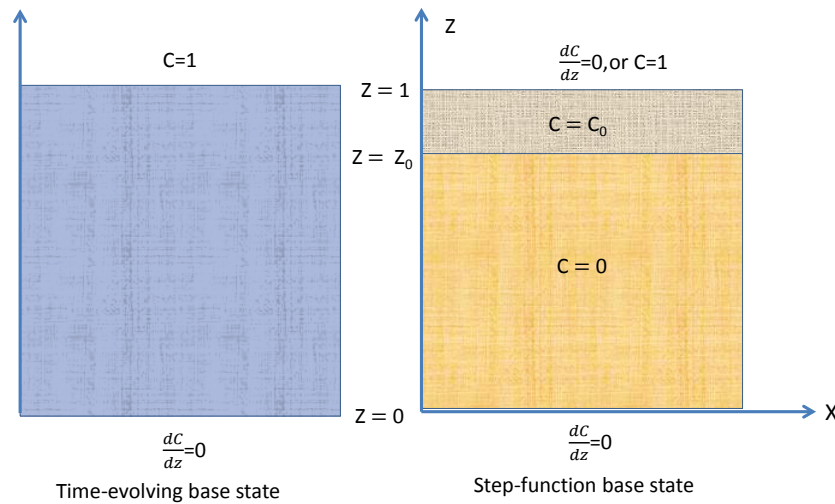 C=1
Z
dC/dz=0, or C=1
Z = 1
C = C₀
Z = Z₀
C = 0
Z = 0
X
dC/dz=0
dC/dz=0
Time-evolving base state
Step-function base state